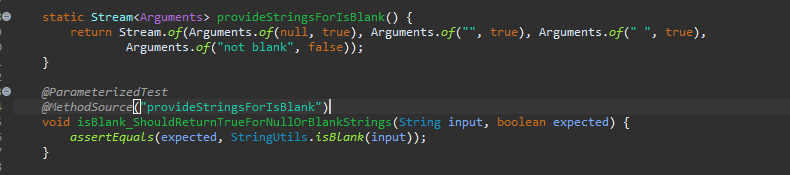 static Stream<Arguments> provideStringsForIsBlank() {
return Stream.of(Arguments.of(null, true), Arguments.of("", true), Arguments.of(" ", true),
Arguments.of("not blank", false));
}
@ParameterizedTest
@MethodSource("provideStringsForIsBlank")
void isBlank_ShouldReturnTrueForNullOrBlankStrings(String input, boolean expected) {
assertEquals(expected, StringUtils.isBlank(input));
}